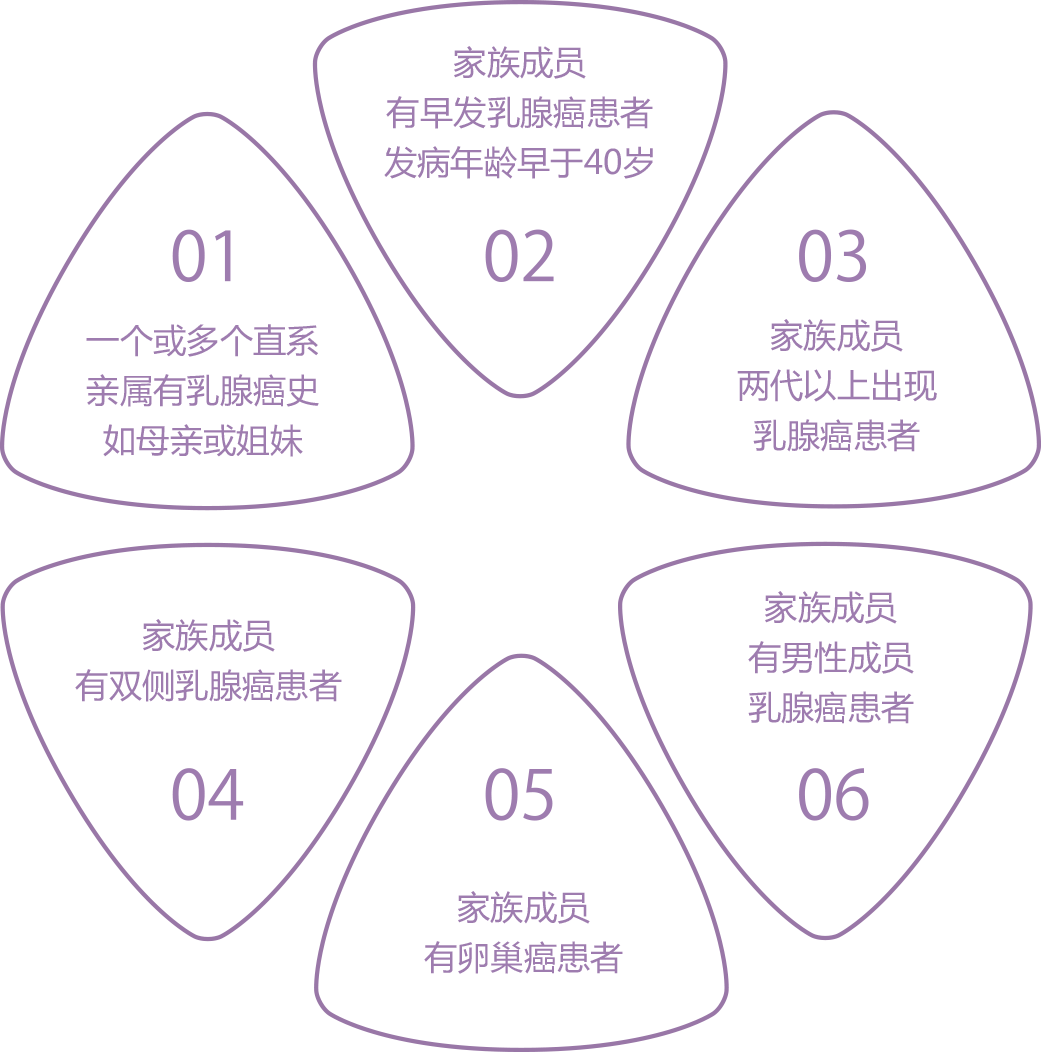 01
一个或多个直系
亲属有乳腺癌史
如母亲或姐妹
家族成员
有早发乳腺癌患者
发病年龄早于40岁
02
03
家族成员
两代以上出现
乳腺癌患者
家族成员
有双侧乳腺癌患者
04
05
家族成员
有卵巢癌患者
家族成员
有男性成员
乳腺癌患者
06